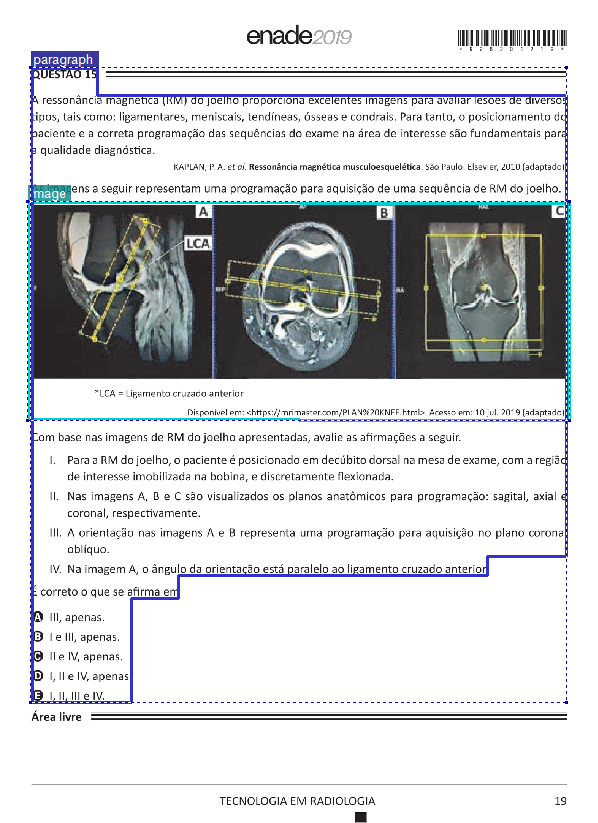 enade2019
paragraph
QUESTÃO 15
A ressonância magnética (RM) do joelho proporciona excelentes imagens para avaliar lesões de diversos
tipos, tais como: ligamentares, meniscais, tendíneas, ósseas e condrais. Para tanto, o posicionamento do
paciente e a correta programação das sequências do exame na área de interesse são fundamentais para
a qualidade diagnóstica.
KAPLAN, P. A. et al. Ressonância magnética musculoesquelética. São Paulo: Elsevier, 2010 (adaptado)
mage
ens a seguir representam uma programação para aquisição de uma sequência de RM do joelho.
A
B
C
LCA
*LCA = Ligamento cruzado anterior
Disponível em: <https://mrimaster.com/PLAN%20KNEE.html>. Acesso em: 10 jul. 2019 (adaptado)
Com base nas imagens de RM do joelho apresentadas, avalie as afirmações a seguir.
I. Para a RM do joelho, o paciente é posicionado em decúbito dorsal na mesa de exame, com a região
de interesse imobilizada na bobina, e discretamente flexionada.
II. Nas imagens A, B e C são visualizados os planos anatômicos para programação: sagital, axial e
coronal, respectivamente.
III. A orientação nas imagens A e B representa uma programação para aquisição no plano coronal
oblíquo.
IV. Na imagem A, o ângulo da orientação está paralelo ao ligamento cruzado anterior
É correto o que se afirma em
A III, apenas.
B I e III, apenas.
C II e IV, apenas.
D I, II e IV, apenas
E I, II, III e IV.
Área livre
TECNOLOGIA EM RADIOLOGIA
19